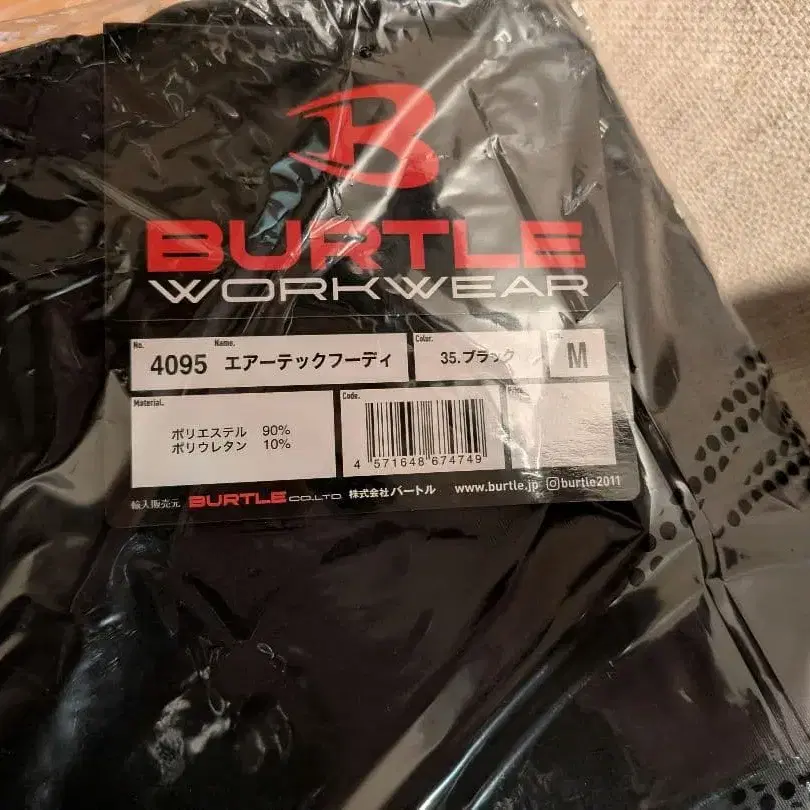 BURTLE
WORKWEAR
No. 4095 Name. エアーテックフーディ Color. 35.ブラック M
Material. ポリエステル 90%
ポリウレタン 10%
Code. 4 571648 674749
Price.
輸入販売元 BURTLE CO.LTD 株式会社バートル www.burtle.jp burtle2011